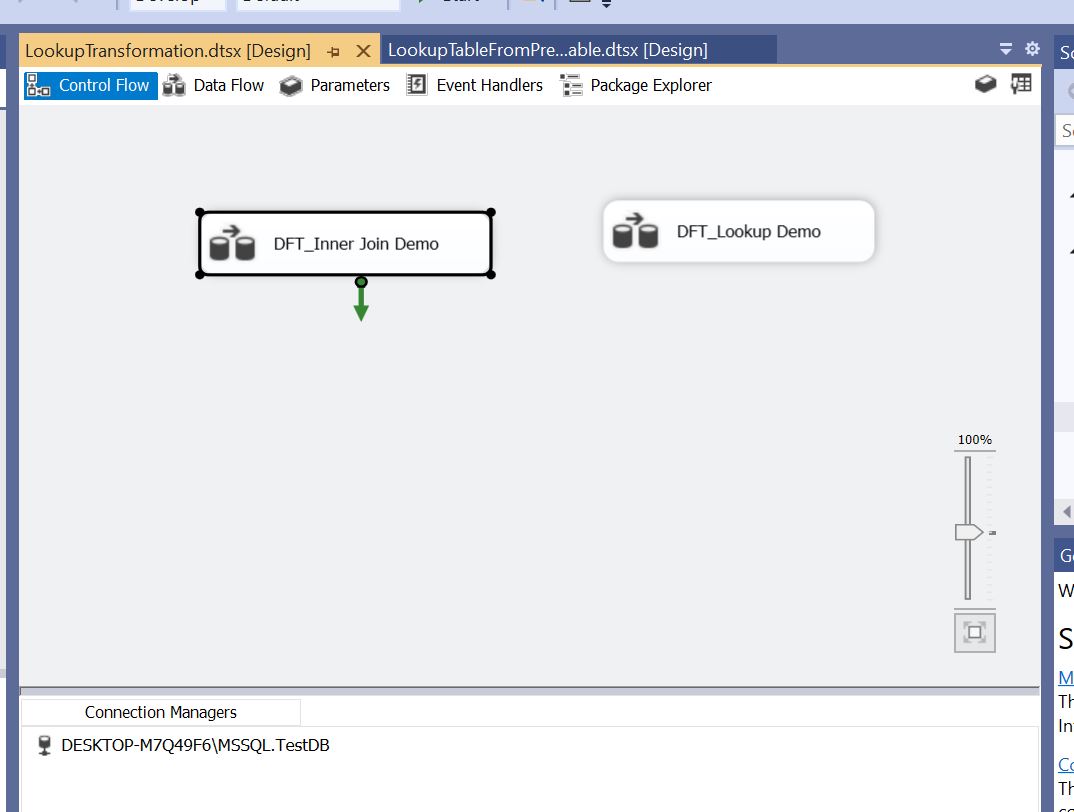 LookupTransformation.dtsx [Design]
LookupTableFromPre...able.dtsx [Design]
Control Flow
Data Flow
Parameters
Event Handlers
Package Explorer
DFT_Inner Join Demo
DFT_Lookup Demo
100%
Connection Managers
DESKTOP-M7Q49F6\MSSQL.TestDB